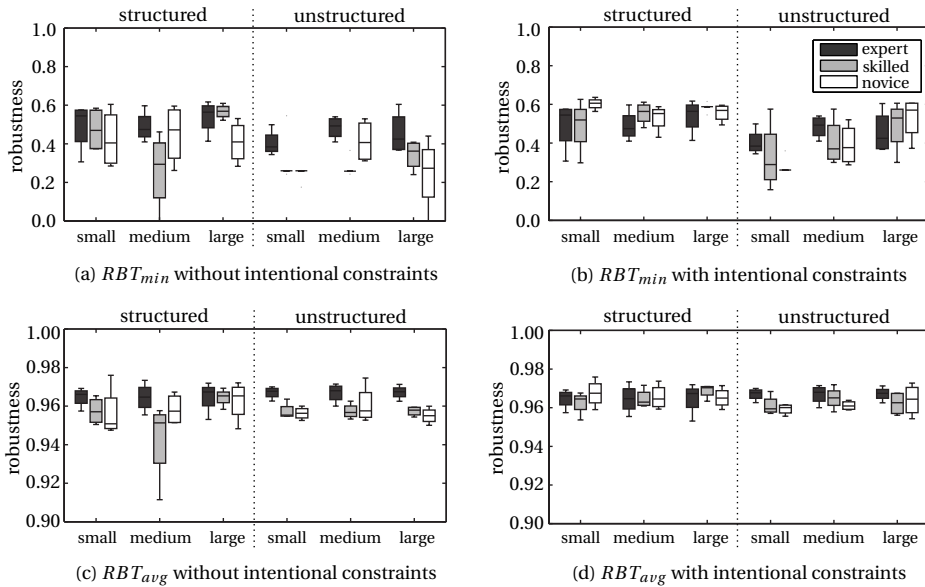 structured unstructured
1.0
0.8
0.6
0.4
0.2
0.0
robustness
small medium large small medium large
(a) RBTmin without intentional constraints
structured unstructured
1.0
0.8
0.6
0.4
0.2
0.0
robustness
expert
skilled
novice
small medium large small medium large
(b) RBTmin with intentional constraints
structured unstructured
1.00
0.98
0.96
0.94
0.92
0.90
robustness
small medium large small medium large
(c) RBTavg without intentional constraints
structured unstructured
1.00
0.98
0.96
0.94
0.92
0.90
robustness
small medium large small medium large
(d) RBTavg with intentional constraints